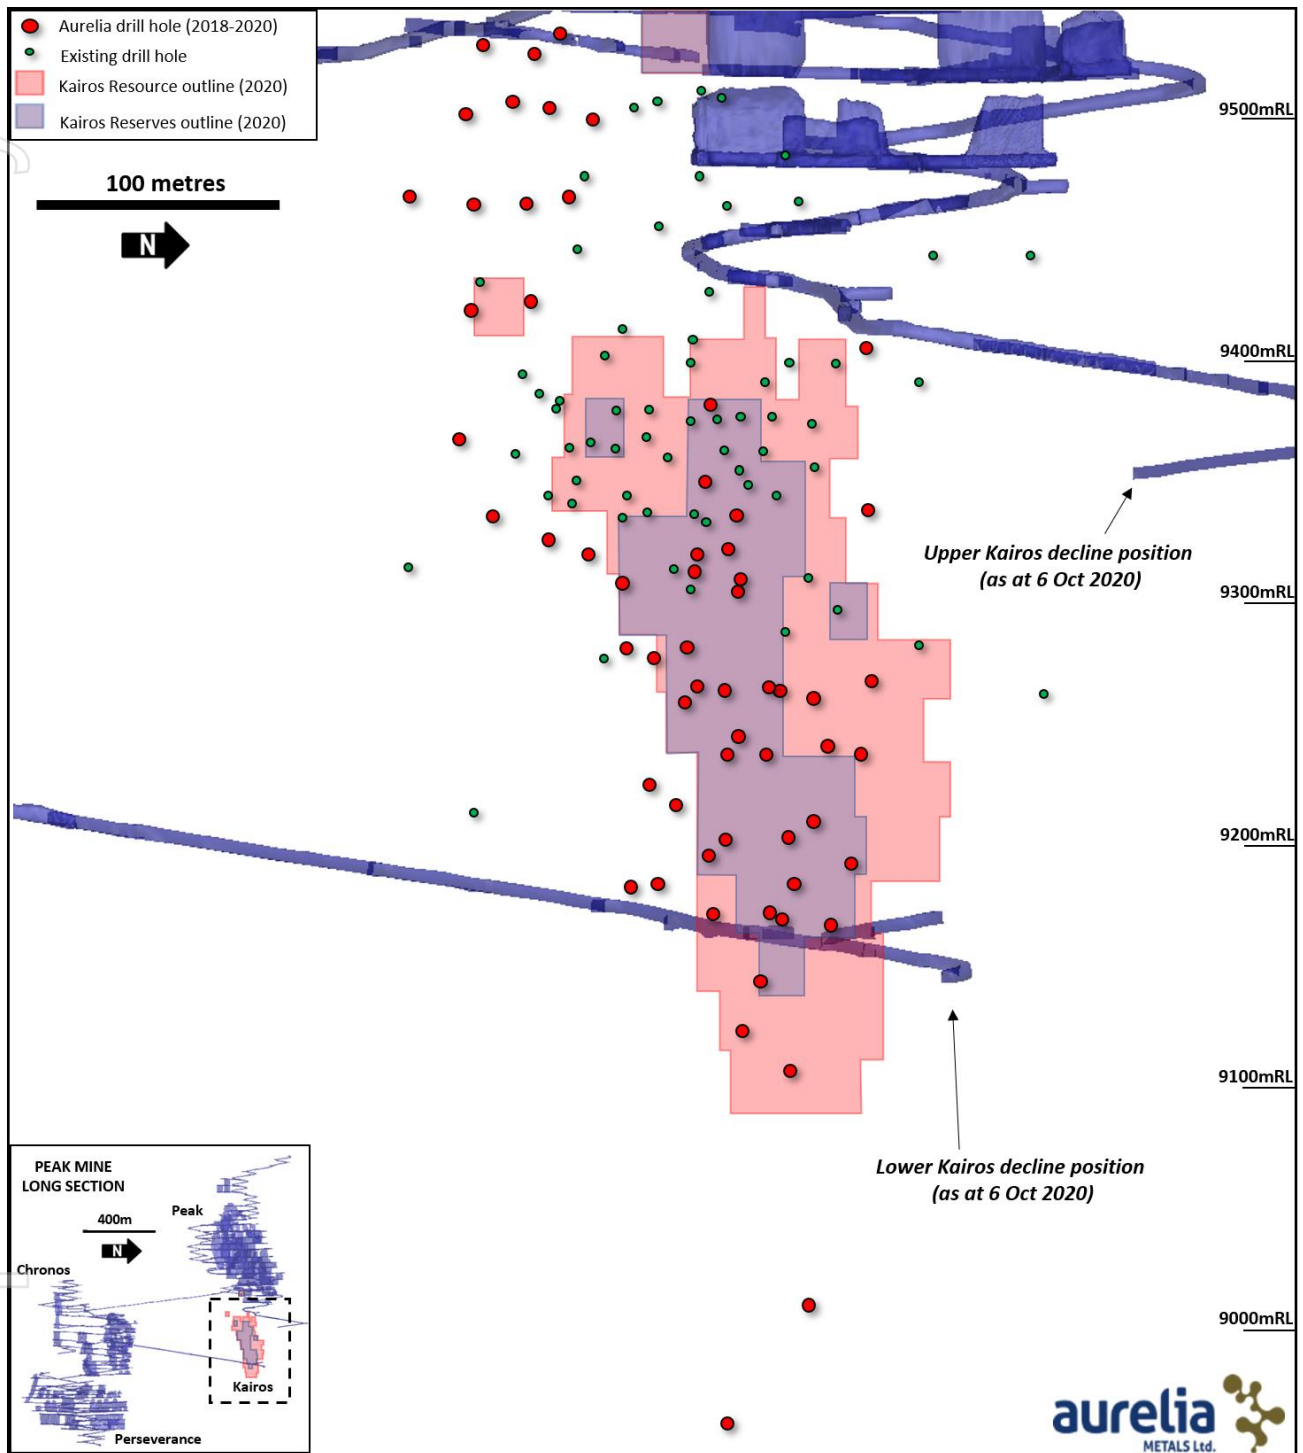 Aurelia drill hole (2018-2020)
Existing drill hole
Kairos Resource outline (2020)
Kairos Reserves outline (2020)
100 metres
N
9500mRL
9400mRL
Upper Kairos decline position
(as at 6 Oct 2020)
9300mRL
9200mRL
9100mRL
Lower Kairos decline position
(as at 6 Oct 2020)
9000mRL
PEAK MINE
LONG SECTION
400m
N
Peak
Chronos
Kairos
Perseverance
aurelia
METALS Ltd.